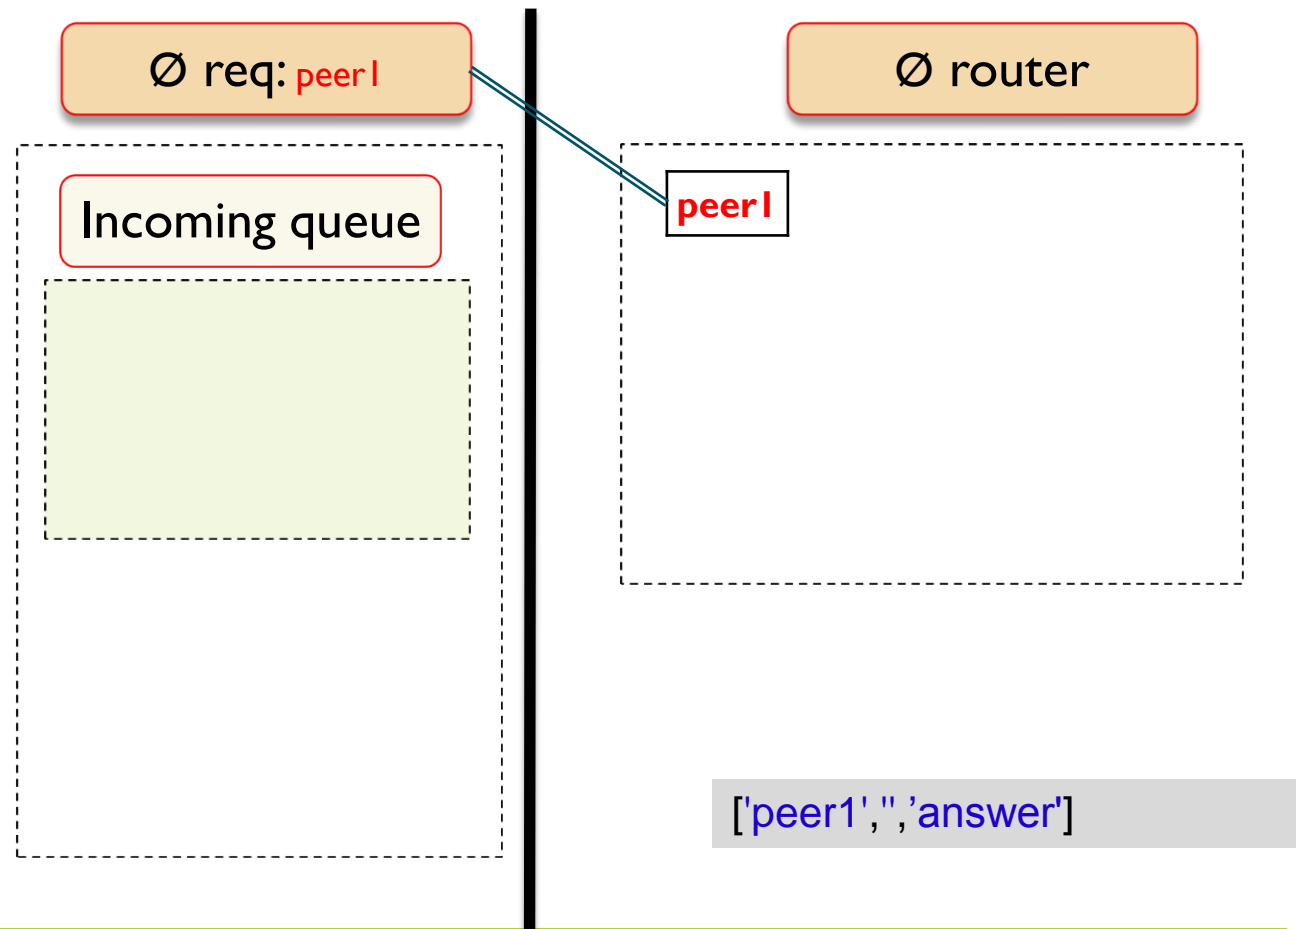 Ø req: peer1
Ø router
Incoming queue
peer1
['peer1','',’answer']